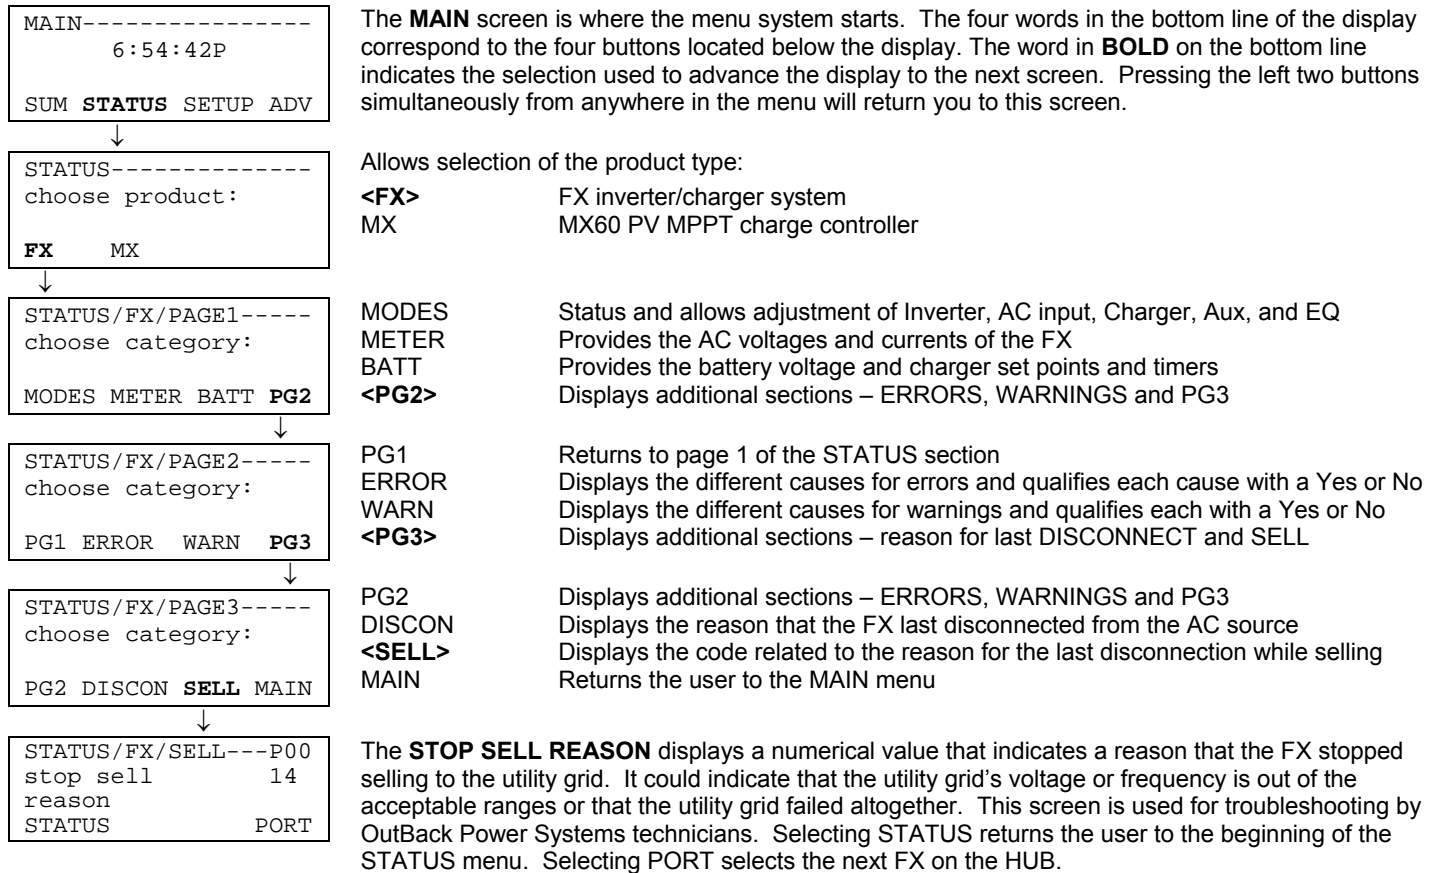 MAIN----------------
6:54:42P
SUM STATUS SETUP ADV
The MAIN screen is where the menu system starts.  The four words in the bottom line of the display
correspond to the four buttons located below the display. The word in BOLD on the bottom line
indicates the selection used to advance the display to the next screen.  Pressing the left two buttons
simultaneously from anywhere in the menu will return you to this screen.
↓
STATUS--------------
choose product:
FX    MX
Allows selection of the product type:
<FX> FX inverter/charger system
MX MX60 PV MPPT charge controller
↓
STATUS/FX/PAGE1-----
choose category:
MODES METER BATT PG2
MODES Status and allows adjustment of Inverter, AC input, Charger, Aux, and EQ
METER Provides the AC voltages and currents of the FX
BATT Provides the battery voltage and charger set points and timers
<PG2> Displays additional sections – ERRORS, WARNINGS and PG3
↓
STATUS/FX/PAGE2-----
choose category:
PG1 ERROR  WARN  PG3
PG1 Returns to page 1 of the STATUS section
ERROR Displays the different causes for errors and qualifies each cause with a Yes or No
WARN Displays the different causes for warnings and qualifies each with a Yes or No
<PG3> Displays additional sections – reason for last DISCONNECT and SELL
↓
STATUS/FX/PAGE3-----
choose category:
PG2 DISCON SELL MAIN
PG2 Displays additional sections – ERRORS, WARNINGS and PG3
DISCON Displays the reason that the FX last disconnected from the AC source
<SELL> Displays the code related to the reason for the last disconnection while selling
MAIN Returns the user to the MAIN menu
↓
STATUS/FX/SELL---P00
stop sell       14
reason
STATUS         PORT
The STOP SELL REASON displays a numerical value that indicates a reason that the FX stopped
selling to the utility grid.  It could indicate that the utility grid’s voltage or frequency is out of the
acceptable ranges or that the utility grid failed altogether.  This screen is used for troubleshooting by
OutBack Power Systems technicians.  Selecting STATUS returns the user to the beginning of the
STATUS menu.  Selecting PORT selects the next FX on the HUB.